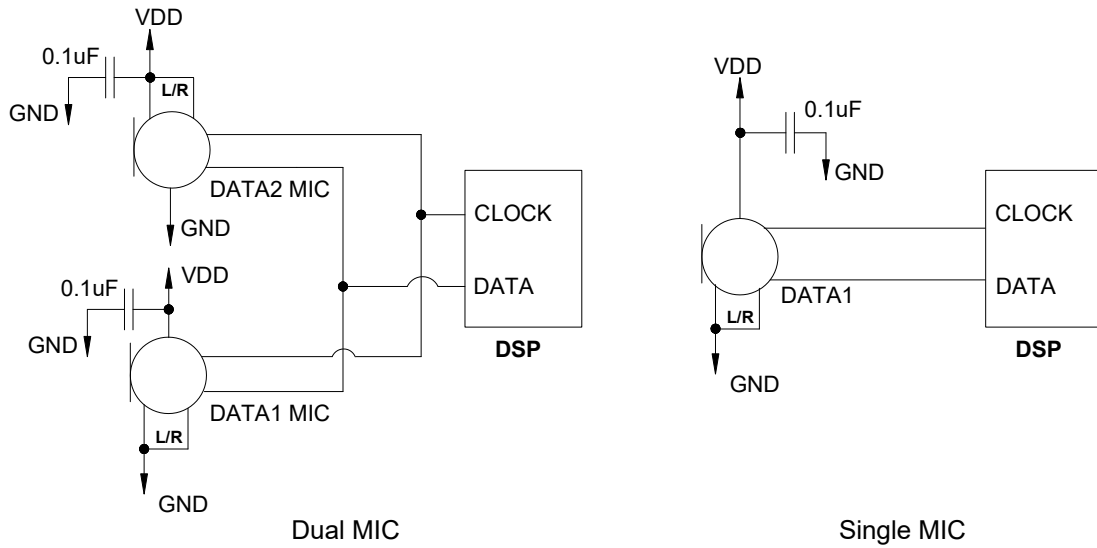 VDD
0.1uF
L/R
GND
DATA2 MIC
GND
VDD
0.1uF
GND
DATA1 MIC
L/R
GND
CLOCK
DATA
DSP
Dual MIC
VDD
0.1uF
GND
CLOCK
DATA
DATA1
L/R
DSP
GND
Single MIC